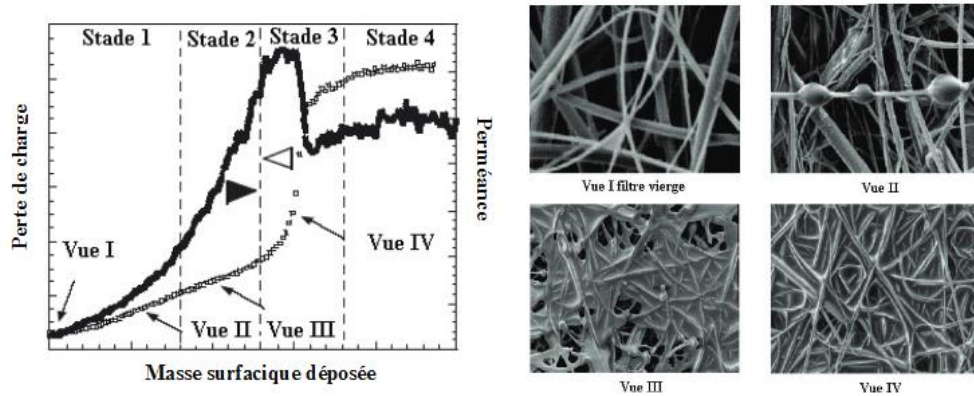 Stade 1 Stade 2 Stade 3 Stade 4
Perte de charge
Perméance
Vue I
Vue II
Vue III
Vue IV
Masse surfacique déposée
Vue I filtre vierge
Vue II
Vue III
Vue IV